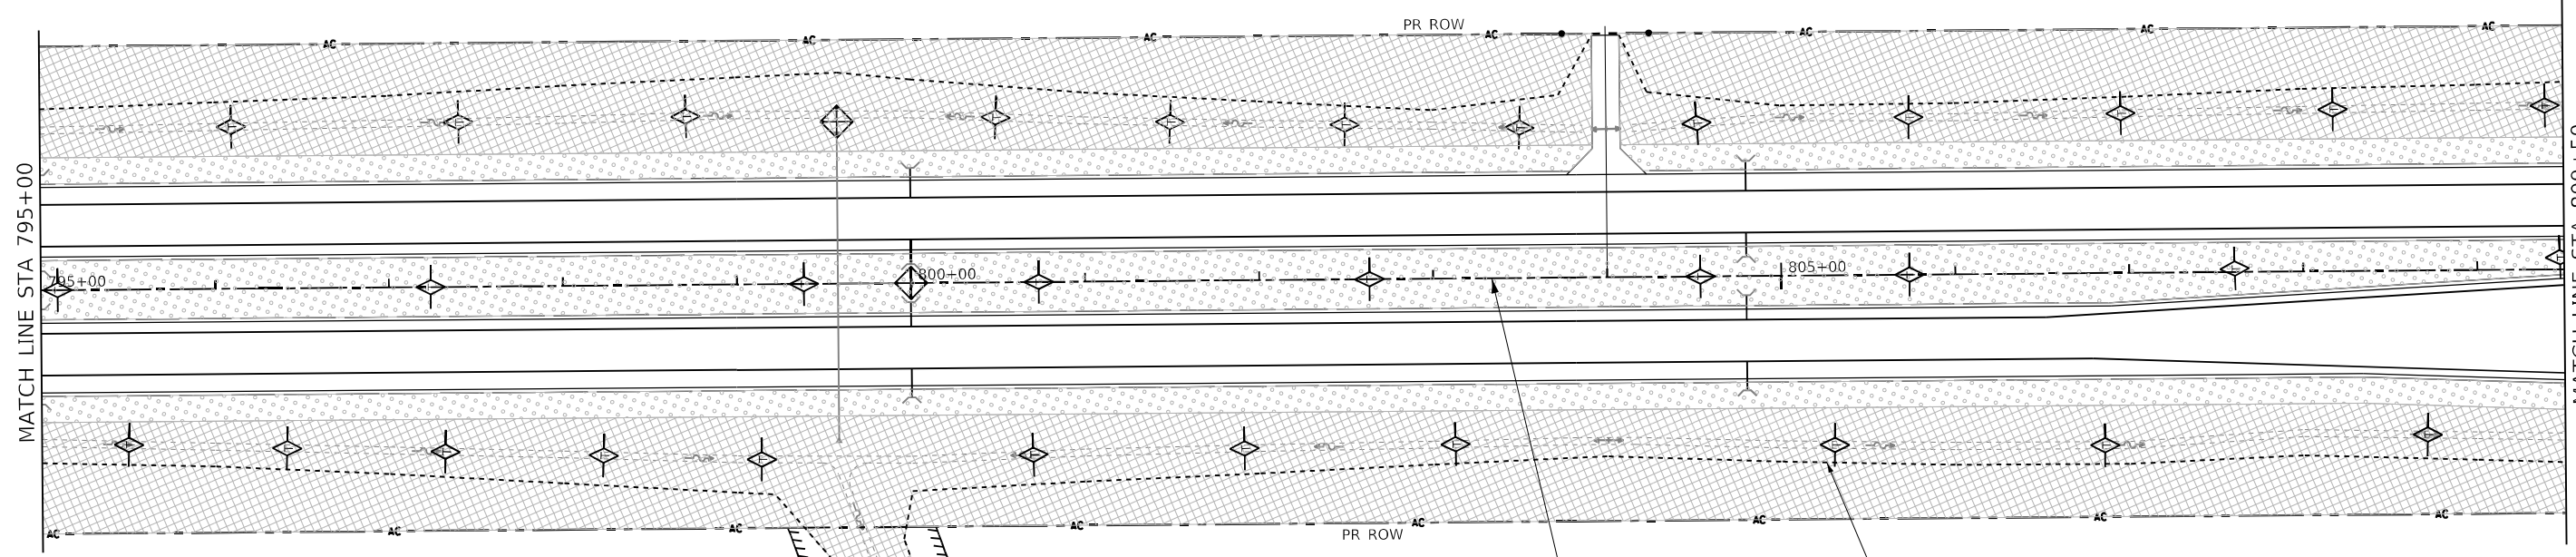 PR ROW
AC AC AC AC AC AC AC
MATCH LINE STA 795+00
795+00 800+00 805+00
AC AC AC AC AC AC AC AC
PR ROW